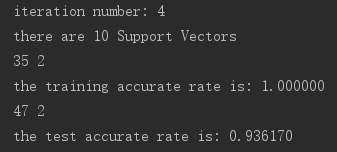 iteration number: 4
there are 10 Support Vectors
35 2
the training accurate rate is: 1.000000
47 2
the test accurate rate is: 0.936170